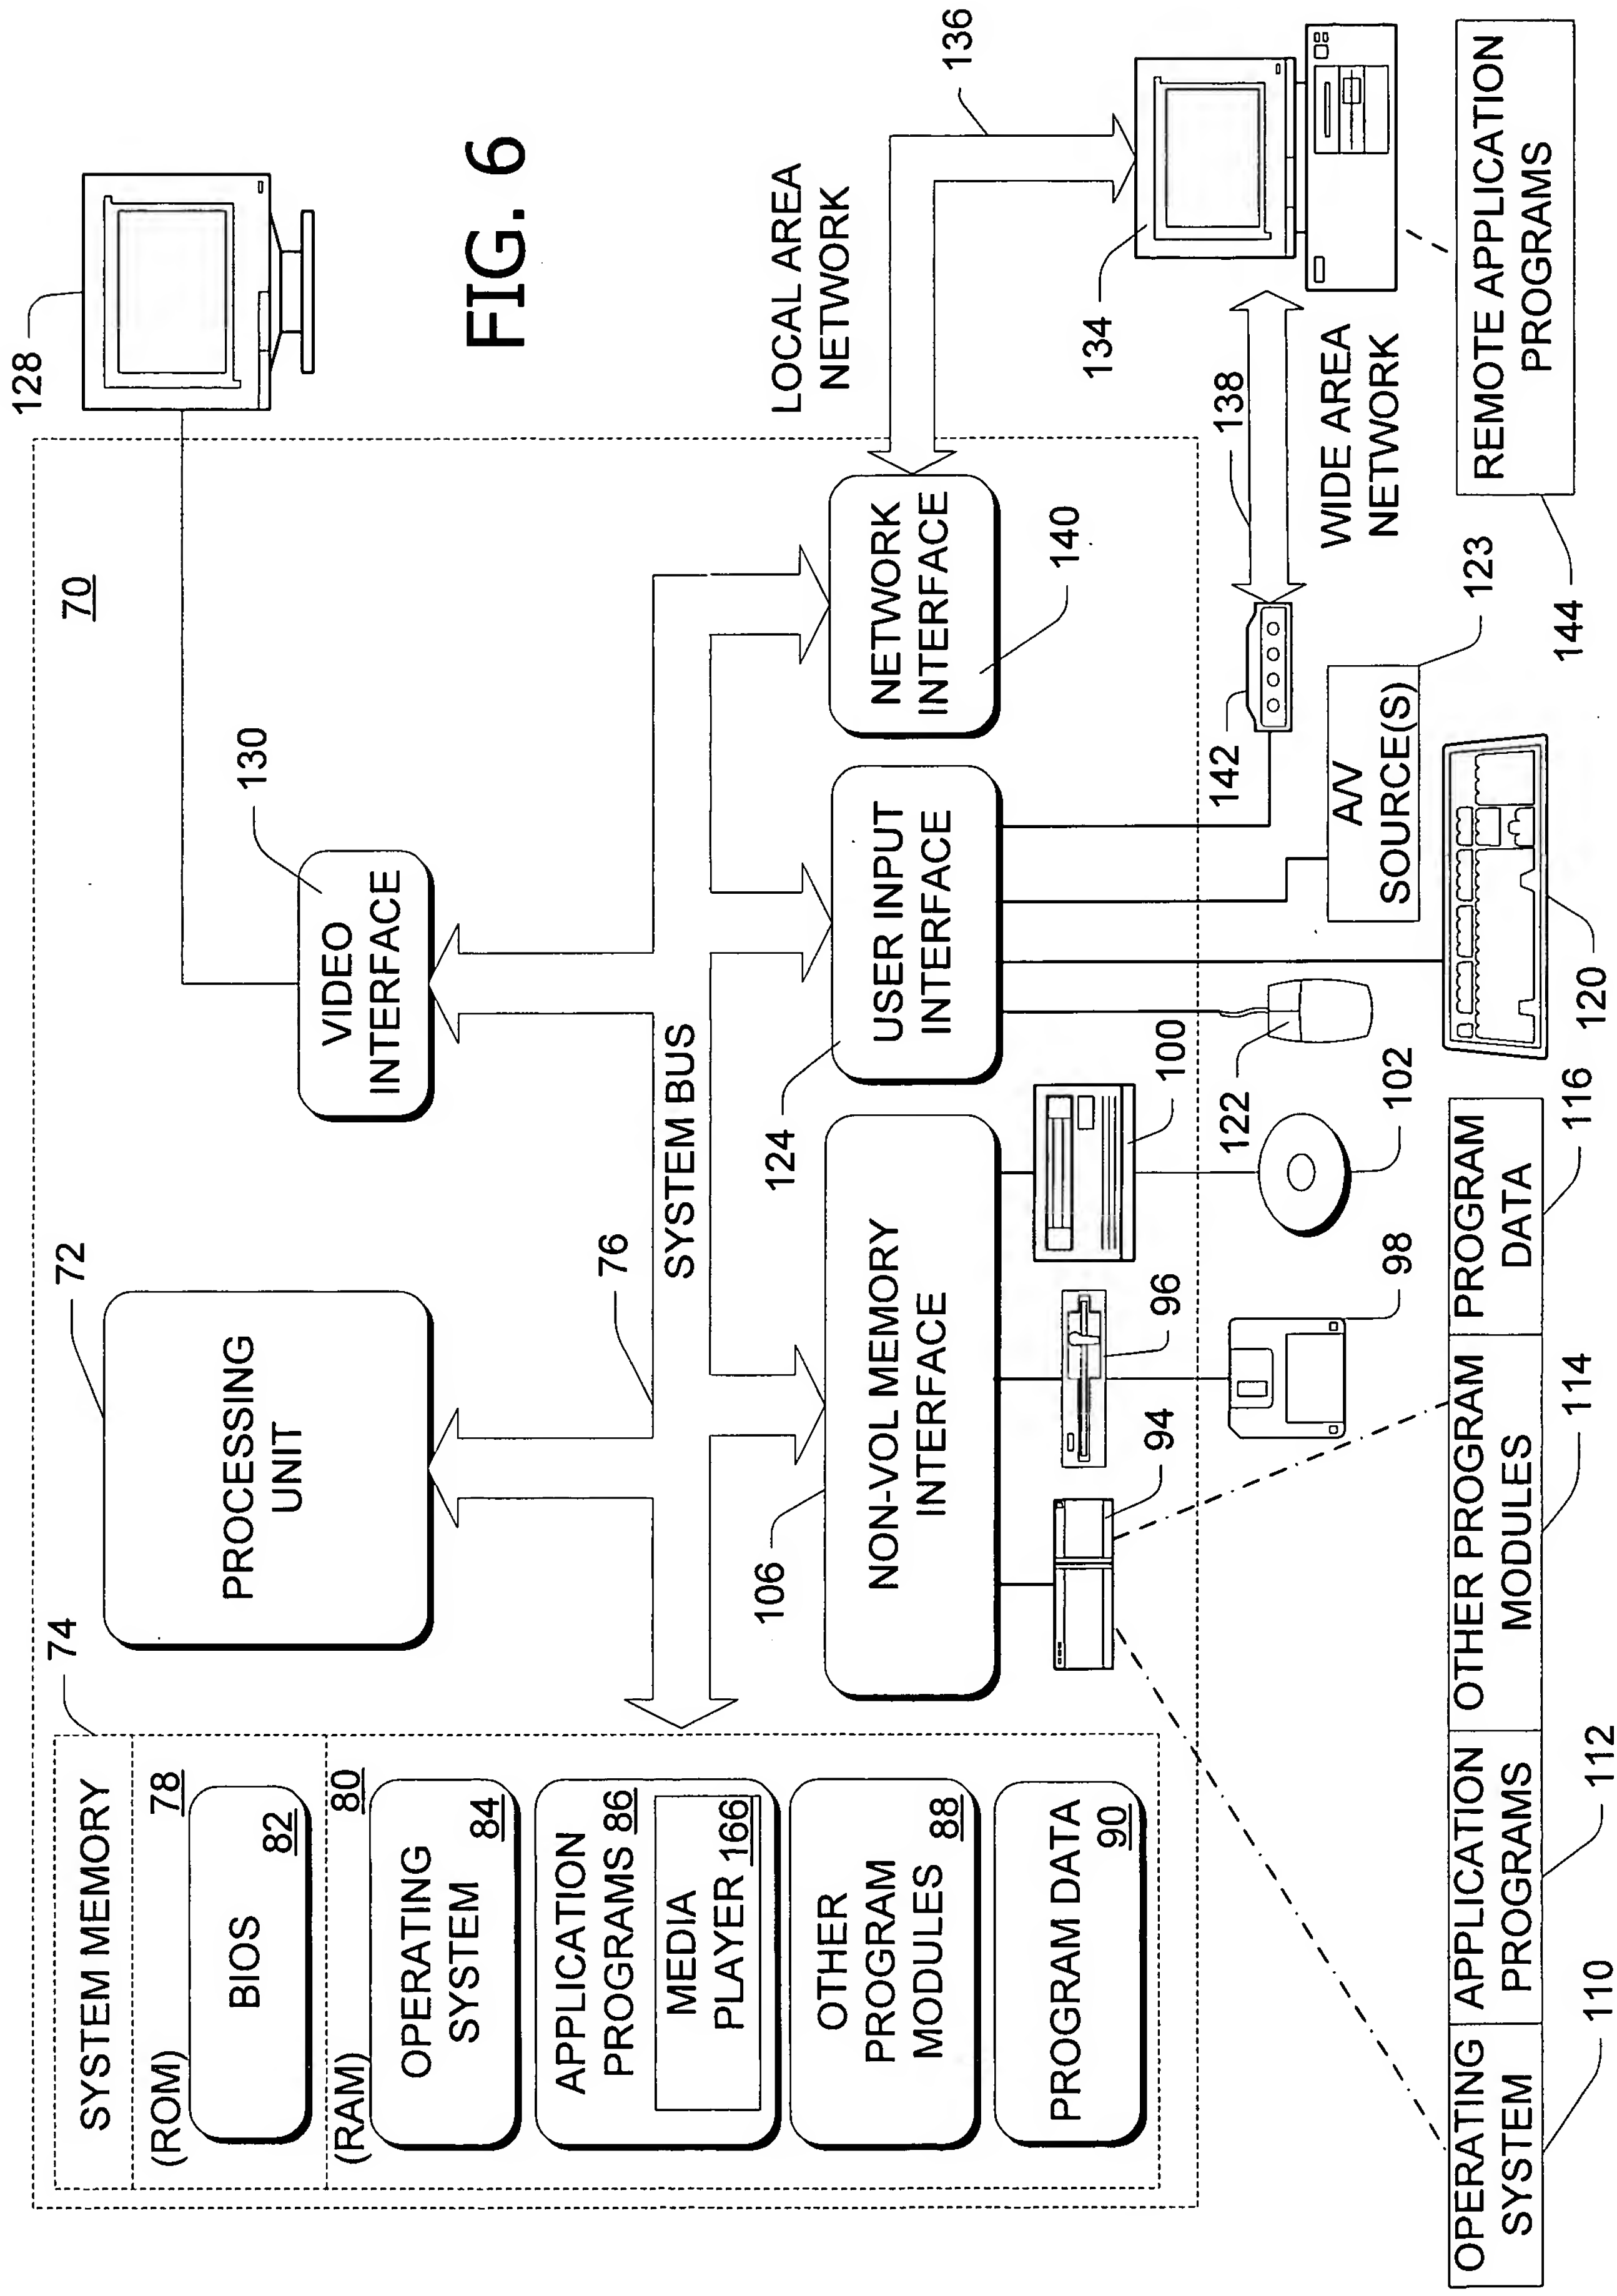 70
SYSTEM MEMORY
74
(ROM) 78
BIOS
82
(RAM) 80
OPERATING
SYSTEM
84
APPLICATION
PROGRAMS 86
MEDIA
PLAYER 166
OTHER
PROGRAM
MODULES
88
PROGRAM DATA
90
PROCESSING
UNIT
72
VIDEO
INTERFACE
130
128
FIG. 6
76
SYSTEM BUS
106
NON-VOL MEMORY
INTERFACE
124
USER INPUT
INTERFACE
NETWORK
INTERFACE
140
LOCAL AREA
NETWORK
136
94
96
100
98
102
122
120
142
138
134
WIDE AREA
NETWORK
A/V
SOURCE(S)
123
OPERATING
SYSTEM
APPLICATION
PROGRAMS
OTHER PROGRAM
MODULES
PROGRAM
DATA
110
112
114
116
REMOTE APPLICATION
PROGRAMS
144